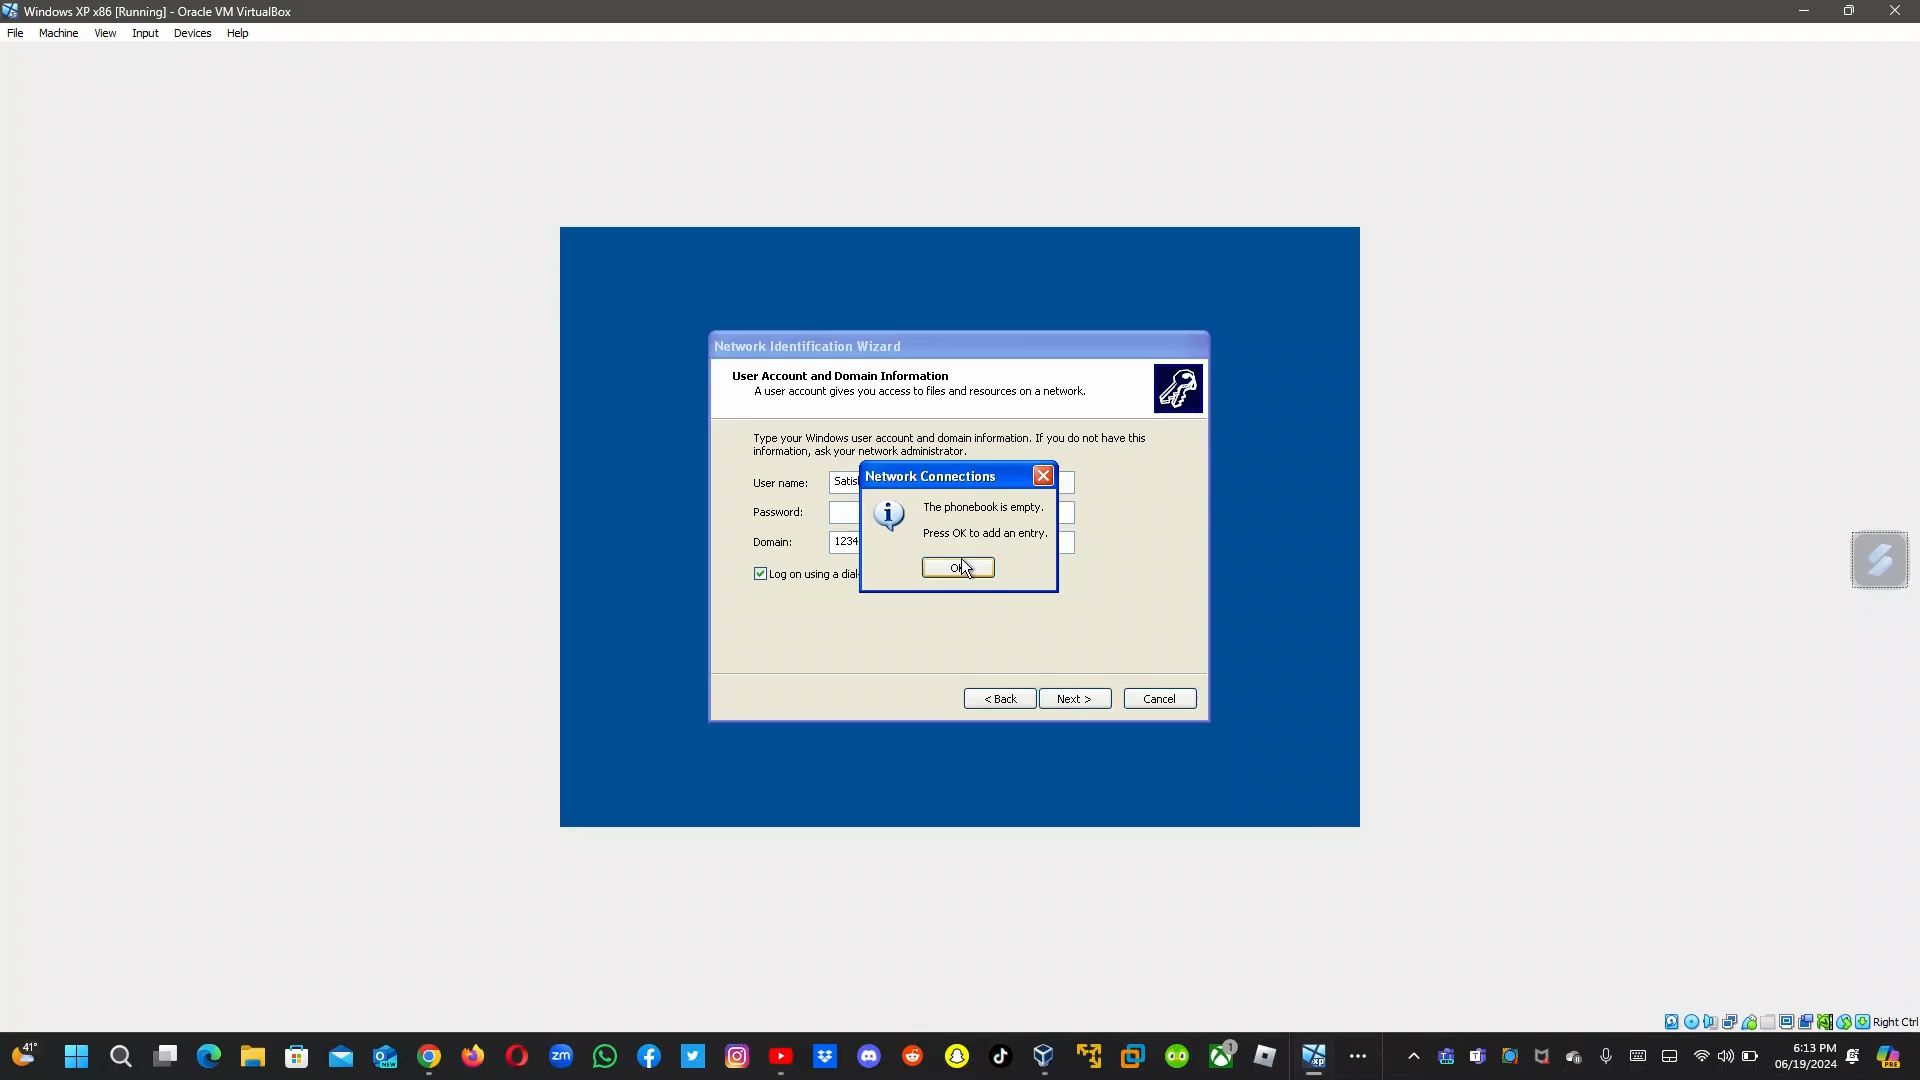 Windows XP x86 [Running] - Oracle VM VirtualBox
File Machine View Input Devices Help
Network Identification Wizard
User Account and Domain Information
A user account gives you access to files and resources on a network.
Type your Windows user account and domain information. If you do not have this
information, ask your network administrator.
Network Connections
The phonebook is empty.
Press OK to add an entry.
User name:
Password:
Domain: 1234
Log on using a dial-
< Back Next > Cancel
Right Ctrl
41°
zm
1
xp
PRE
6:13 PM
06/19/2024